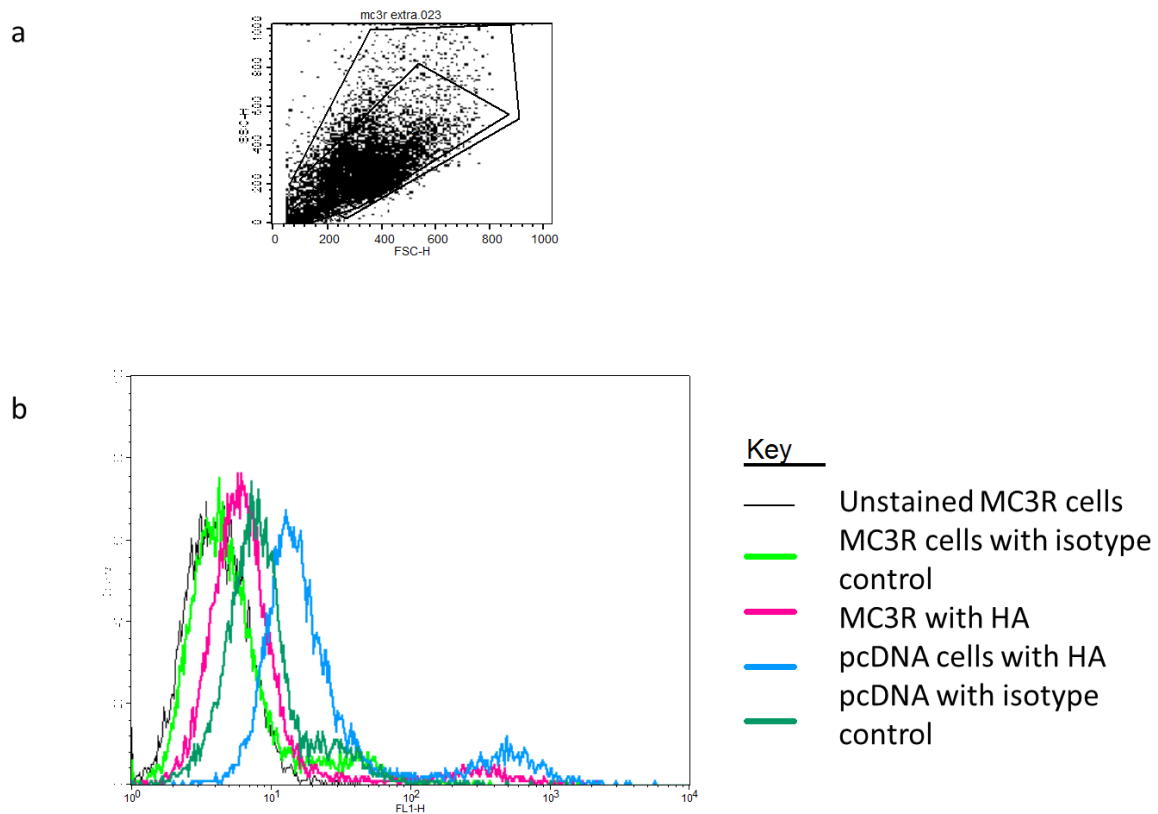 a
mc3r extra.023
1000
800
600
400
200
0
SSC-H
0 200 400 600 800 1000
FSC-H
b
10^0 10^1 10^2 10^3 10^4
FL1-H
Key
Unstained MC3R cells
MC3R cells with isotype
control
MC3R with HA
pcDNA cells with HA
pcDNA with isotype
control